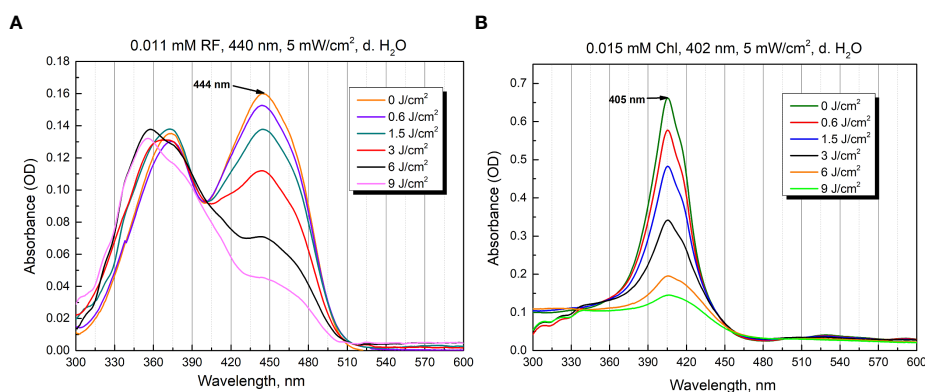 A
0.011 mM RF, 440 nm, 5 mW/cm², d. H₂O
0.18
0.16
0.14
0.12
0.10
0.08
0.06
0.04
0.02
0.00
Absorbance (OD)
444 nm
0 J/cm²
0.6 J/cm²
1.5 J/cm²
3 J/cm²
6 J/cm²
9 J/cm²
300 330 360 390 420 450 480 510 540 570 600
Wavelength, nm
B
0.015 mM Chl, 402 nm, 5 mW/cm², d. H₂O
0.7
0.6
0.5
0.4
0.3
0.2
0.1
0.0
Absorbance (OD)
405 nm
0 J/cm²
0.6 J/cm²
1.5 J/cm²
3 J/cm²
6 J/cm²
9 J/cm²
300 330 360 390 420 450 480 510 540 570 600
Wavelength, nm